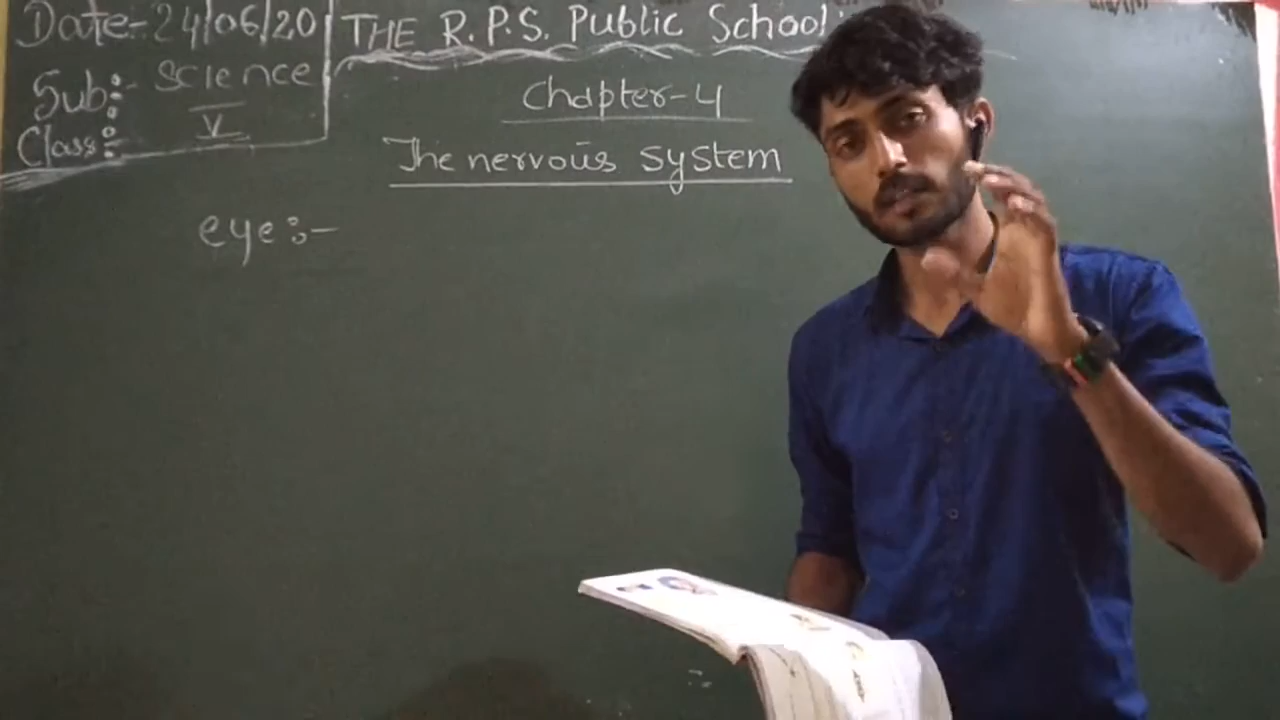 Date:- 24/06/20
Sub:- Science
Class:- V
THE R.P.S. Public School
Chapter-4
The nervous system
eye:-